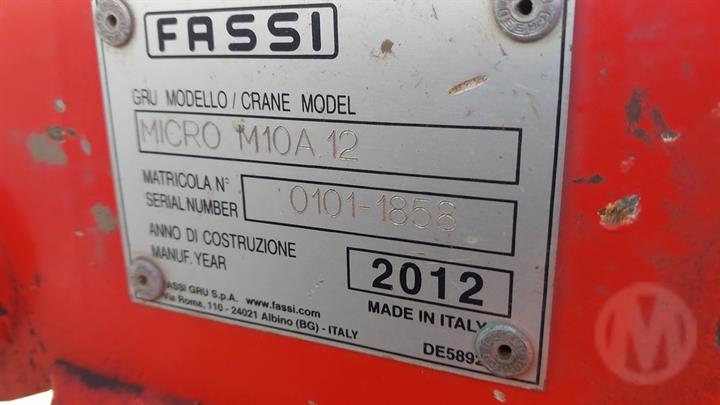 FASSI
GRU MODELLO / CRANE MODEL
MICRO M10A.12
MATRICOLA N°
SERIAL NUMBER
0101-1858
ANNO DI COSTRUZIONE
MANUF. YEAR
2012
FASSI GRU S.p.A. www.fassi.com
Via Roma, 110 - 24021 Albino (BG) - ITALY
MADE IN ITALY
M